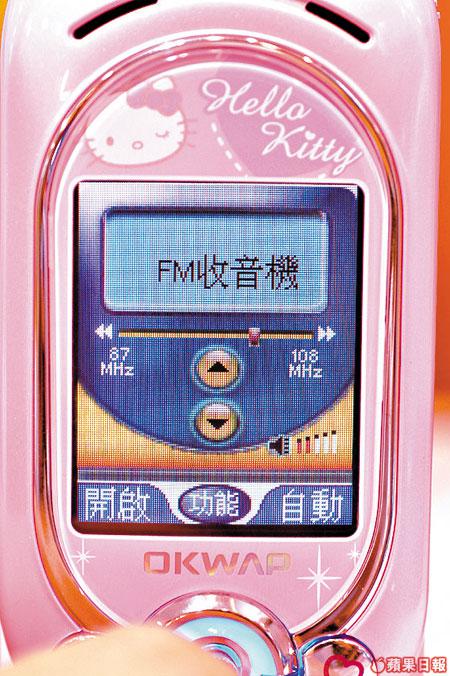 Hello
Kitty
FM收音機
87 MHz
108 MHz
開啟 功能 自動
OKWAP
蘋果日報